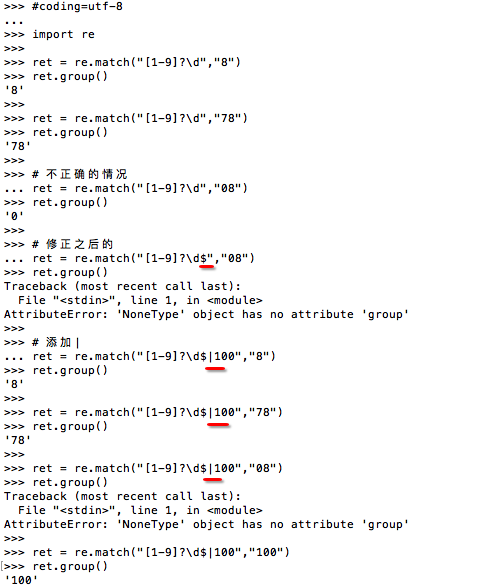 >>> #coding=utf-8
...
>>> import re
>>>
>>> ret = re.match("[1-9]?\d","8")
>>> ret.group()
'8'
>>>
>>> ret = re.match("[1-9]?\d","78")
>>> ret.group()
'78'
>>>
>>> # 不正确的情况
... ret = re.match("[1-9]?\d","08")
>>> ret.group()
'0'
>>>
>>> # 修正之后的
... ret = re.match("[1-9]?\d$","08")
>>> ret.group()
Traceback (most recent call last):
  File "<stdin>", line 1, in <module>
AttributeError: 'NoneType' object has no attribute 'group'
>>>
>>> # 添加|
... ret = re.match("[1-9]?\d$|100","8")
>>> ret.group()
'8'
>>>
>>> ret = re.match("[1-9]?\d$|100","78")
>>> ret.group()
'78'
>>>
>>> ret = re.match("[1-9]?\d$|100","08")
>>> ret.group()
Traceback (most recent call last):
  File "<stdin>", line 1, in <module>
AttributeError: 'NoneType' object has no attribute 'group'
>>>
>>> ret = re.match("[1-9]?\d$|100","100")
>>> ret.group()
'100'